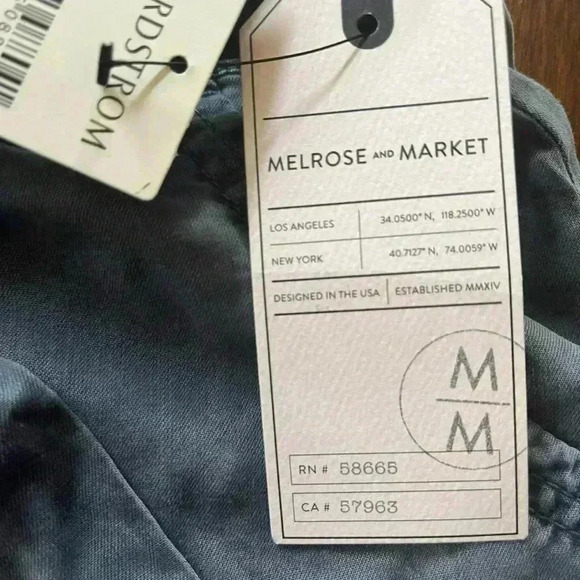 RDSTROM
MELROSE AND MARKET
LOS ANGELES 34.0500° N, 118.2500° W
NEW YORK 40.7127° N, 74.0059° W
DESIGNED IN THE USA ESTABLISHED MMXIV
M
M
RN # 58665
CA # 57963